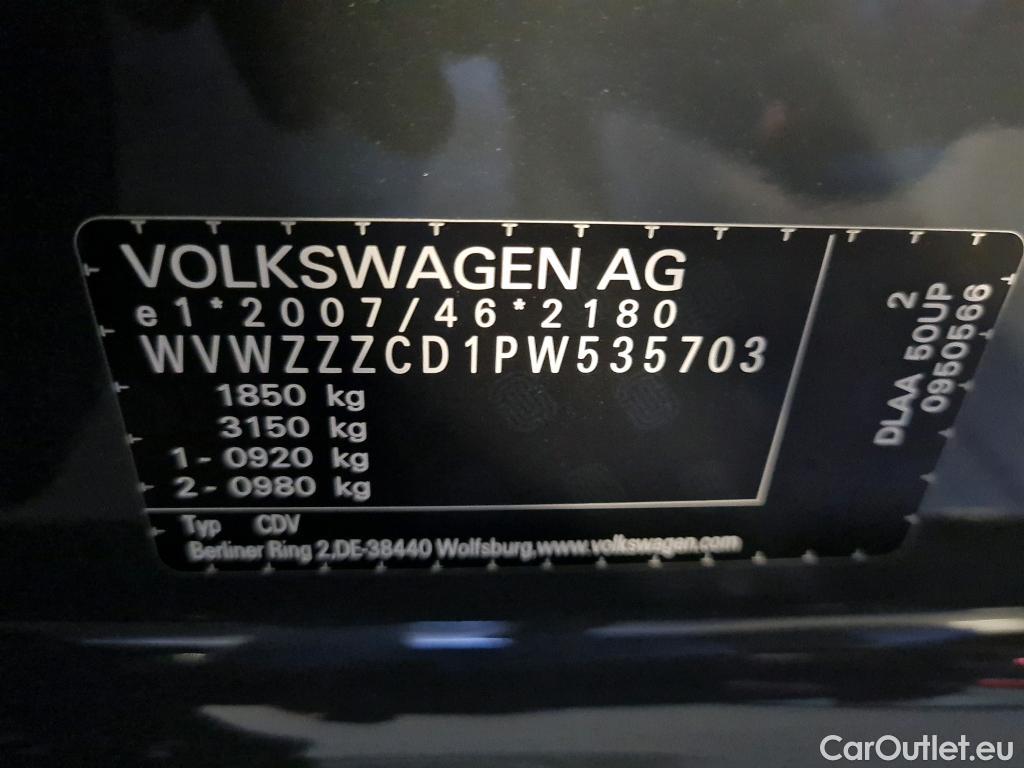 VOLKSWAGEN AG
e1*2007/46*2180
WVWZZZCD1PW535703
1850 kg
3150 kg
1 - 0920 kg
2 - 0980 kg
Typ CDV
Berliner Ring 2,DE-38440 Wolfsburg,www.volkswagen.com
2
DLAA 50UP
0950566
CarOutlet.eu